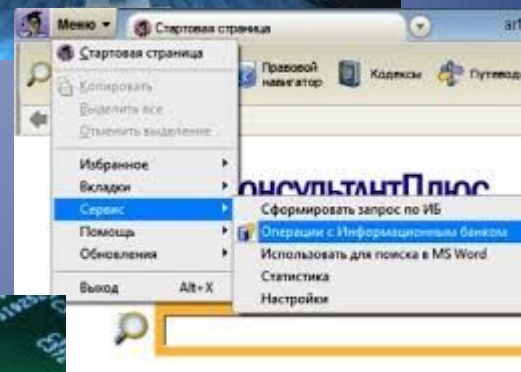 Меню Стартовая страница
Стартовая страница
Правовой навигатор Кодексы Путевод
Копировать
Выделить все
Отменить выделение
Избранное
Вкладки
Сервис
Помощь
Обновления
Выход Alt+X
онсультантПлюс
Сформировать запрос по ИБ
Операции с Информационным банком
Использовать для поиска в MS Word
Статистика
Настройки